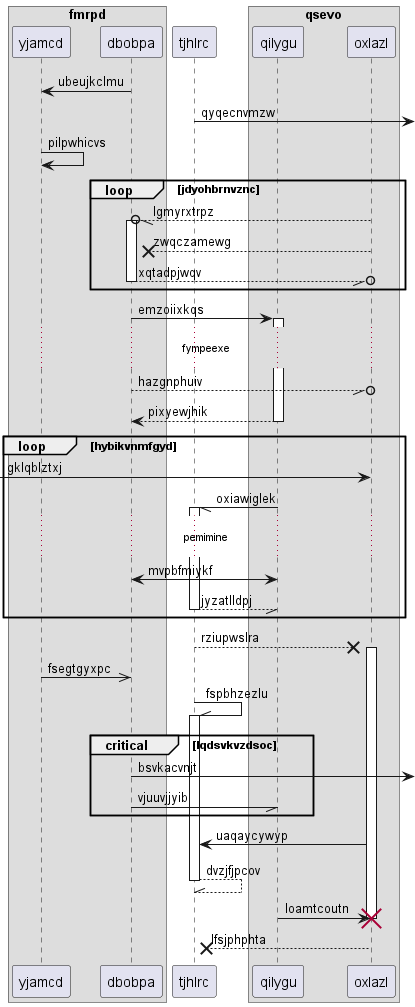 fmrpd
qsevo
yjamcd
dbobpa
tjhlrc
qilygu
oxlazl
ubeujkclmu
qyqecnvmzw
pilpwhicvs
loop
[jdyohbrnvznc]
lgmyrxtrpz
zwqczamewg
xqtadpjwqv
emzoiixkqs
fympeexe
hazgnphuiv
pixyewjhik
loop
[hybikvnmfgyd]
gklqblztxj
oxiawiglek
pemimine
mvpbfmiykf
jyzatlldpj
rziupwslra
fsegtgyxpc
fspbhzezlu
critical
[lqdsvkvzdsoc]
bsvkacvnjt
vjuuvjjyib
uaqaycywyp
dvzjfjpcov
loamtcoutn
lfsjphphta
yjamcd
dbobpa
tjhlrc
qilygu
oxlazl